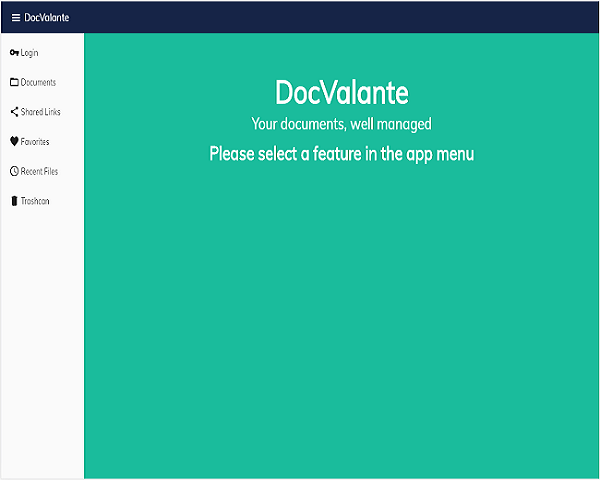 DocValante
Login
Documents
Shared Links
Favorites
Recent Files
Trashcan
DocValante
Your documents, well managed
Please select a feature in the app menu